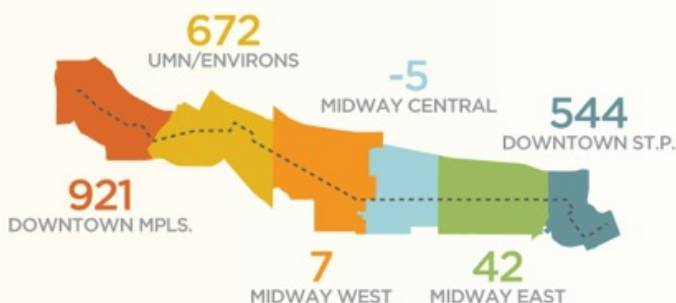 672
UMN/ENVIRONS
-5
MIDWAY CENTRAL
544
DOWNTOWN ST.P.
921
DOWNTOWN MPLS.
7
MIDWAY WEST
42
MIDWAY EAST